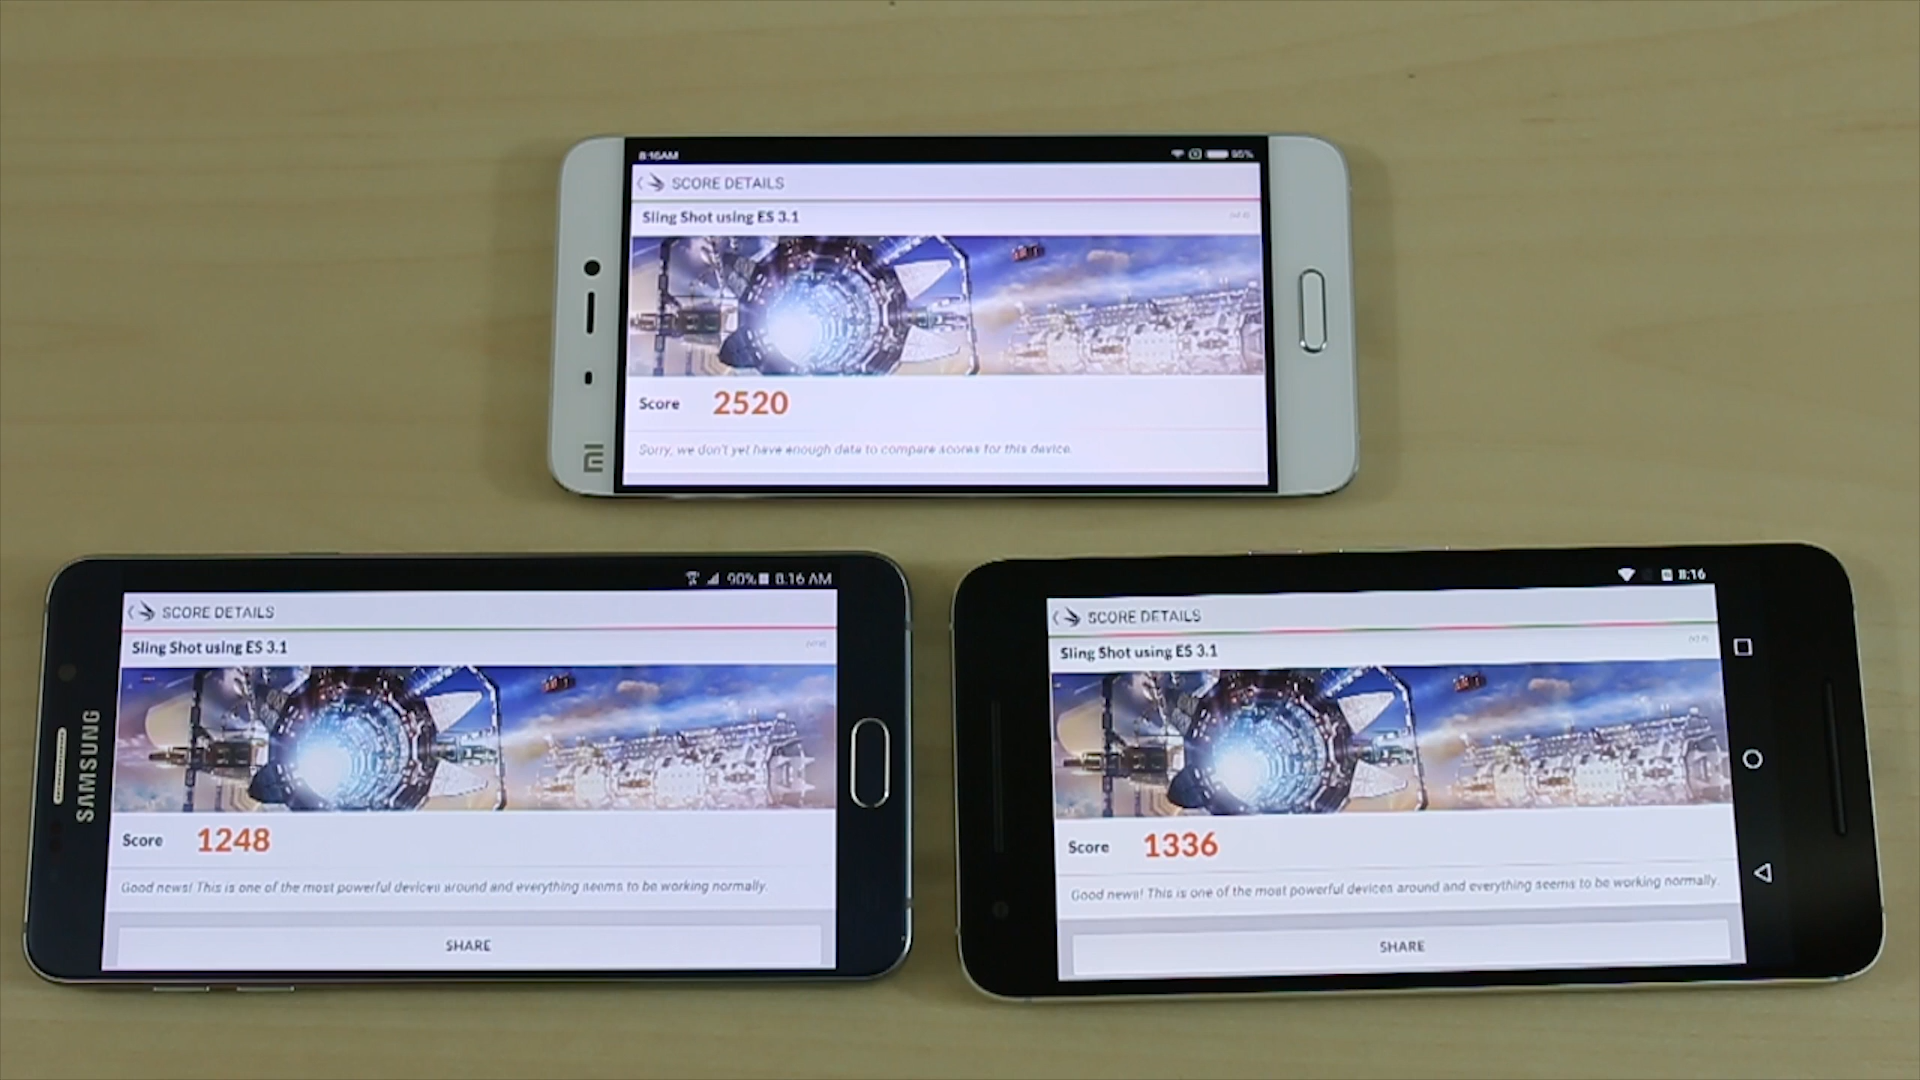 8:16AM
95%
SCORE DETAILS
Sling Shot using ES 3.1
Score 2520
Sorry, we don't yet have enough data to compare scores for this device.
90% 8:16 AM
SCORE DETAILS
Sling Shot using ES 3.1
SAMSUNG
Score 1248
Good news! This is one of the most powerful devices around and everything seems to be working normally.
SHARE
8:16
SCORE DETAILS
Sling Shot using ES 3.1
Score 1336
Good news! This is one of the most powerful devices around and everything seems to be working normally.
SHARE